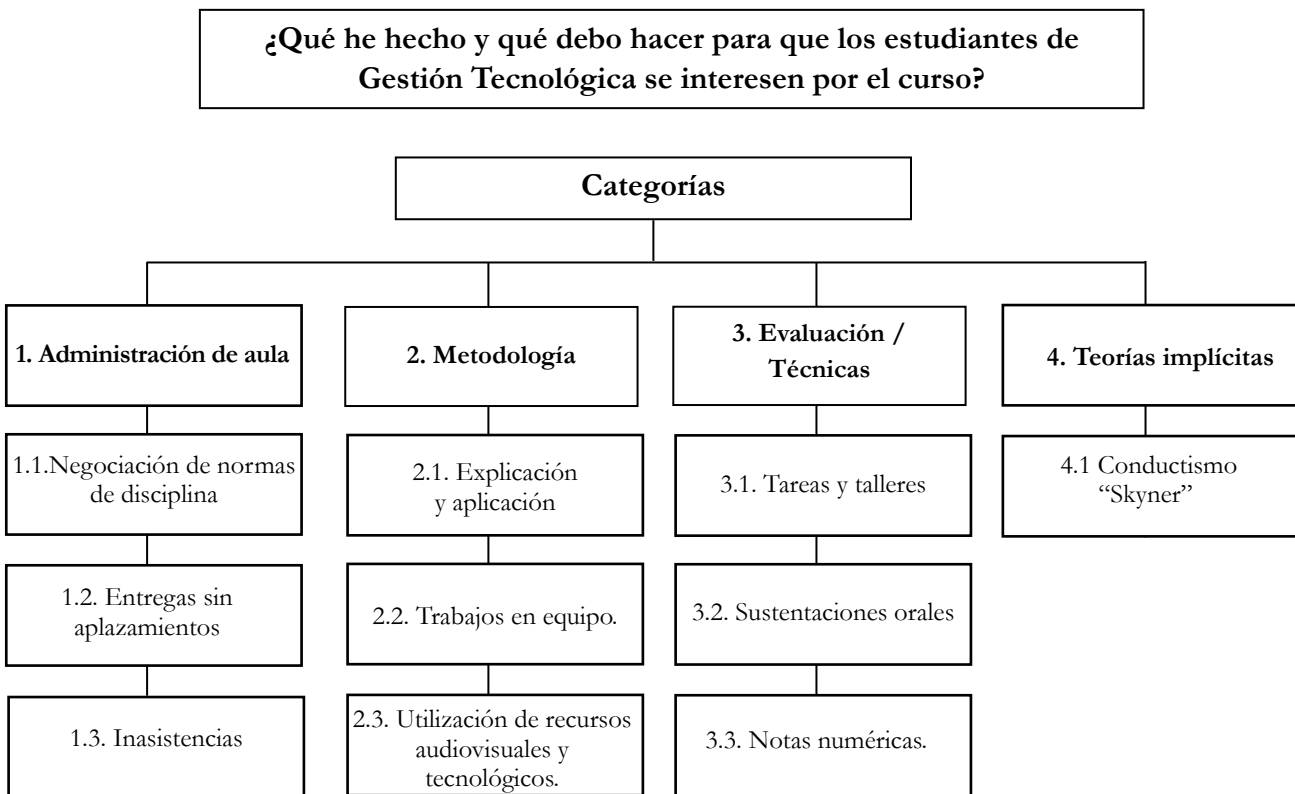 ¿Qué he hecho y qué debo hacer para que los estudiantes de
Gestión Tecnológica se interesen por el curso?
Categorías
1. Administración de aula
1.1.Negociación de normas
de disciplina
1.2. Entregas sin
aplazamientos
1.3. Inasistencias
2. Metodología
2.1. Explicación
y aplicación
2.2. Trabajos en equipo.
2.3. Utilización de recursos
audiovisuales y
tecnológicos.
3. Evaluación /
Técnicas
3.1. Tareas y talleres
3.2. Sustentaciones orales
3.3. Notas numéricas.
4. Teorías implícitas
4.1 Conductismo
“Skyner”